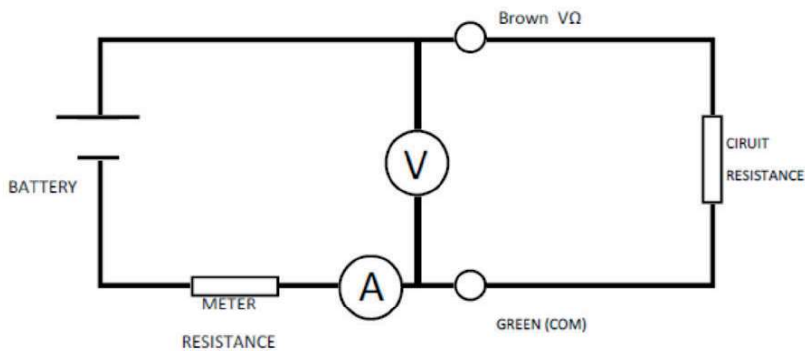 Brown VΩ
V
CIRUIT
RESISTANCE
BATTERY
A
METER
RESISTANCE
GREEN (COM)